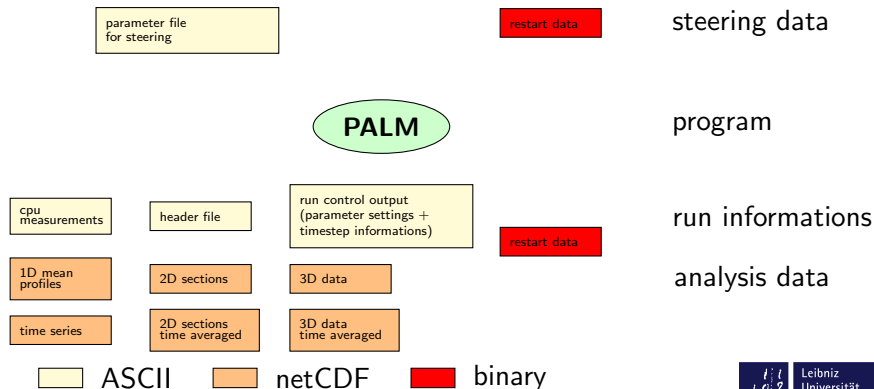 parameter file
for steering
restart data
steering data
PALM
program
cpu
measurements
header file
run control output
(parameter settings +
timestep informations)
restart data
run informations
1D mean
profiles
2D sections
3D data
analysis data
time series
2D sections
time averaged
3D data
time averaged
ASCII
netCDF
binary
Leibniz
Universität